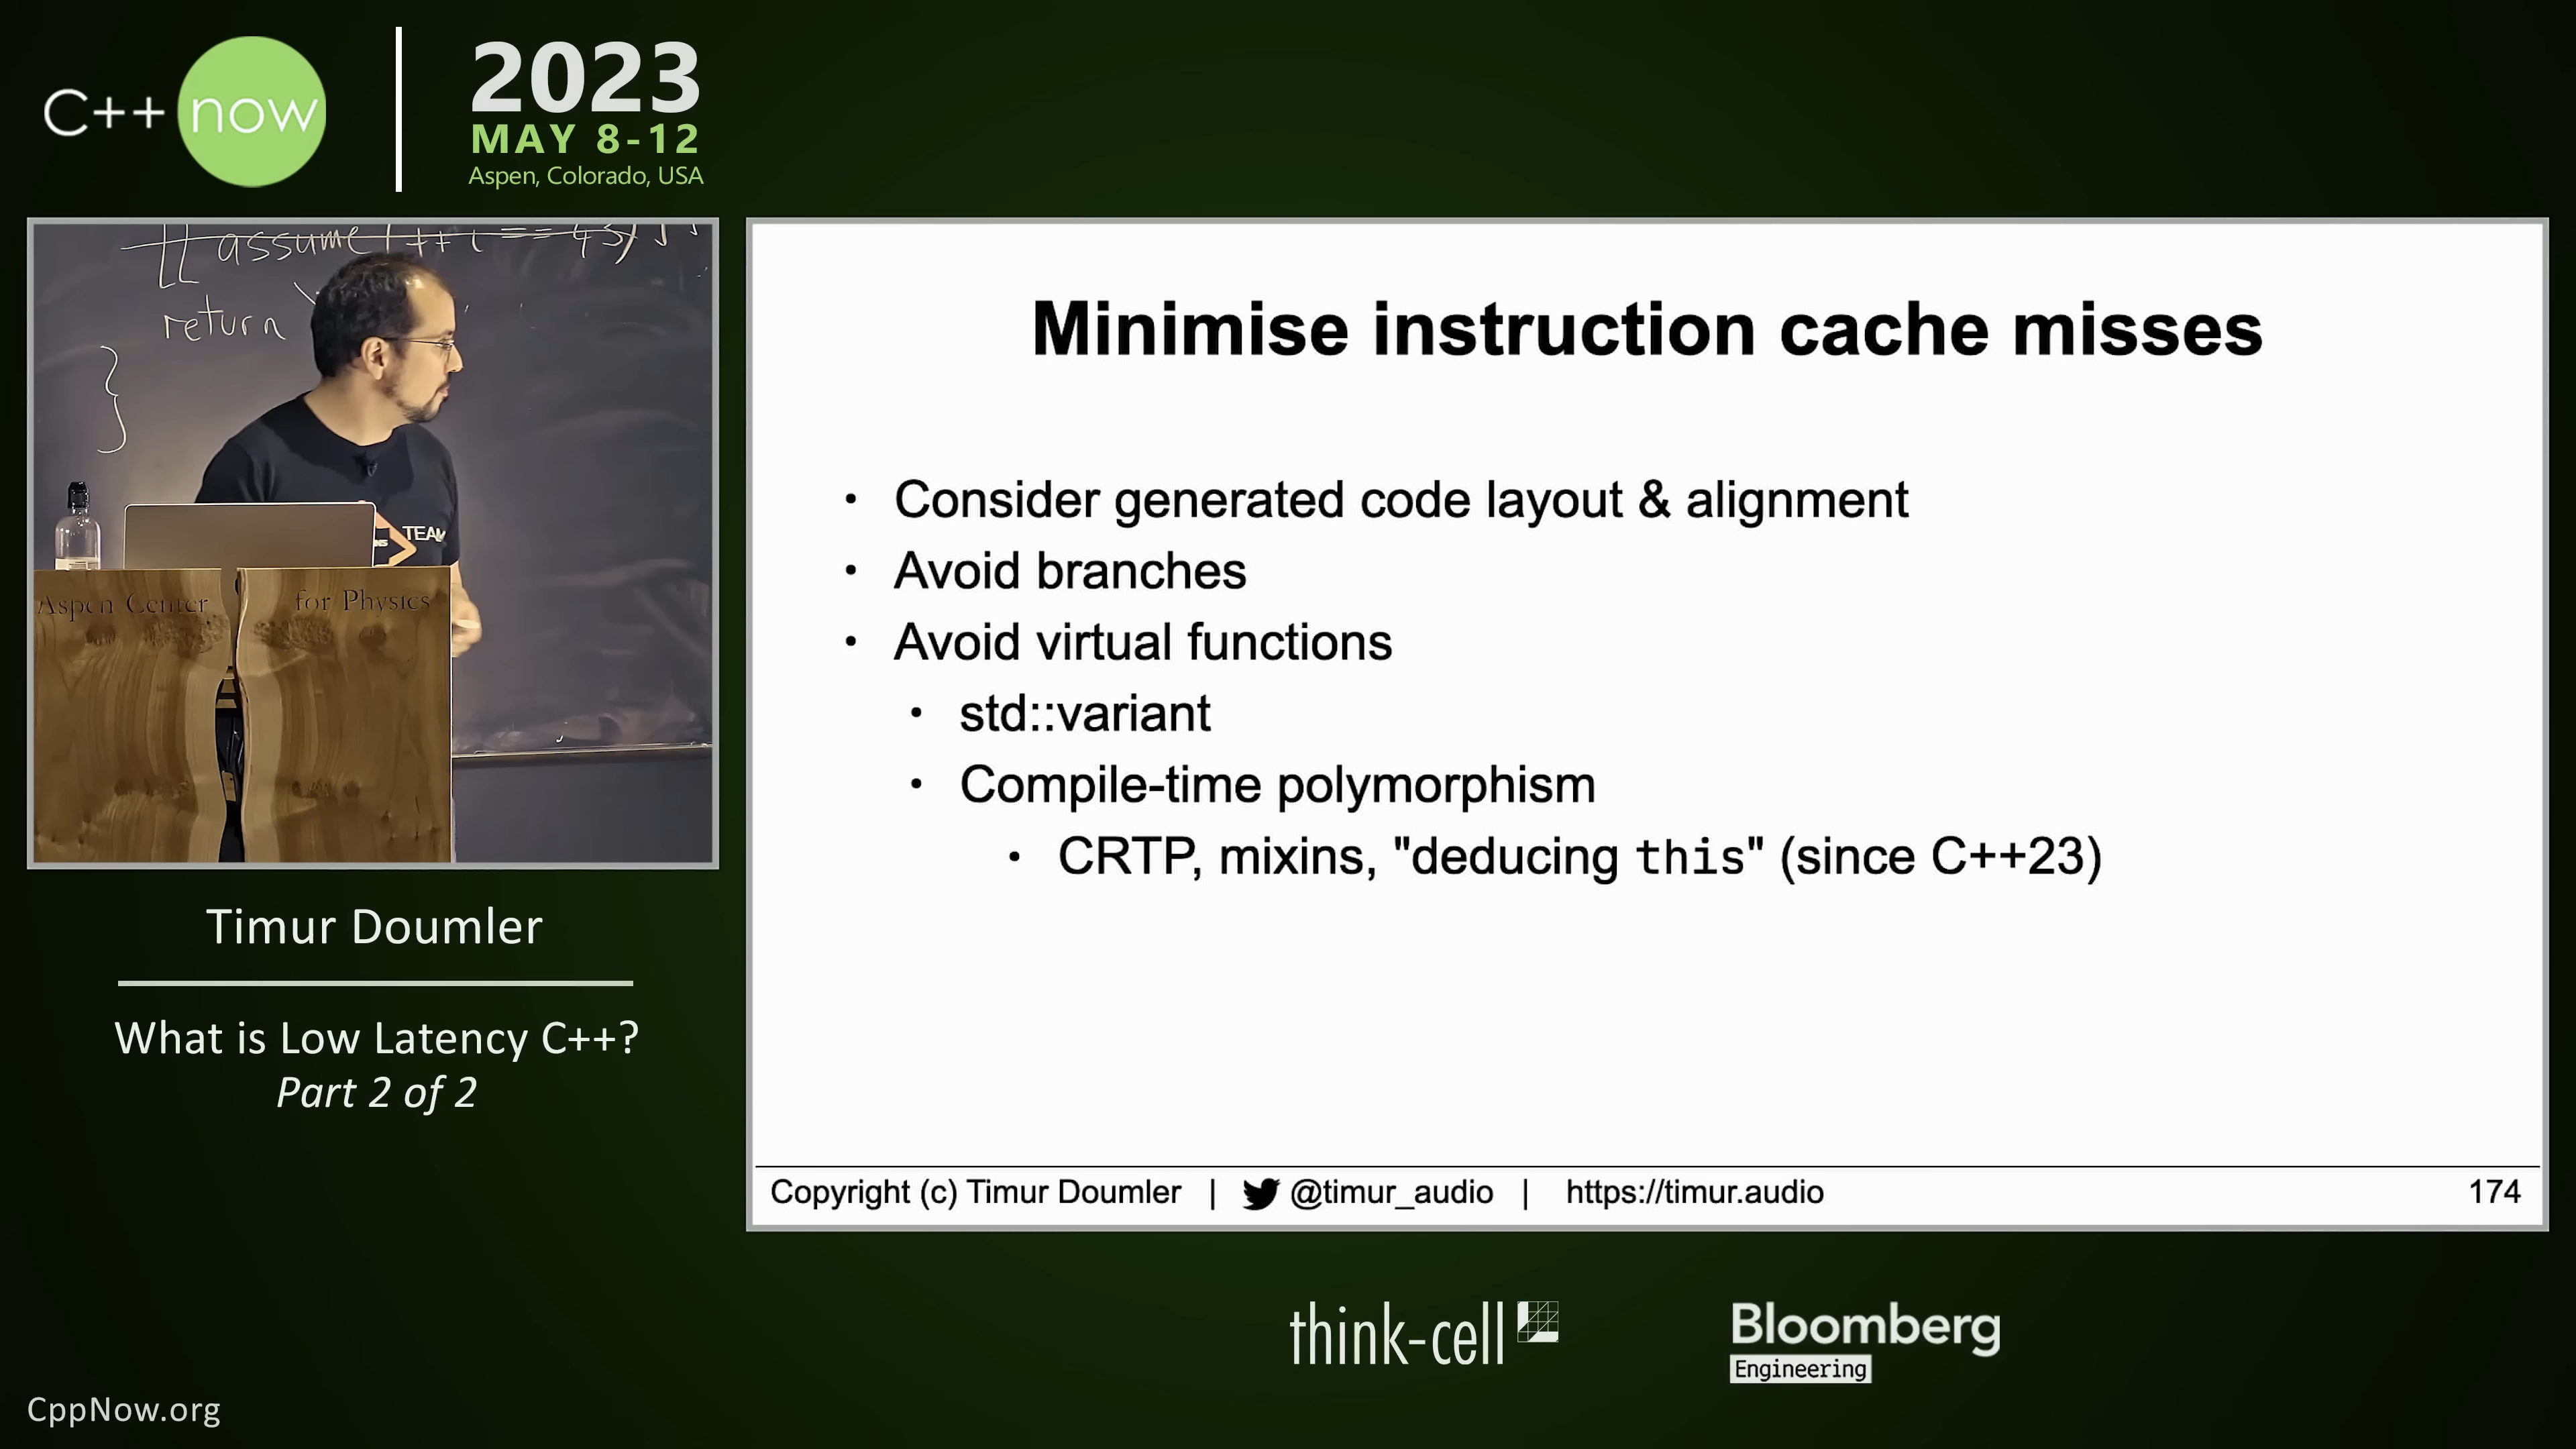 C++ now
2023
MAY 8-12
Aspen, Colorado, USA
[[ assume(++i == 43) ]]
return
}
TEAM
Aspen Center for Physics
Timur Doumler
What is Low Latency C++?
Part 2 of 2
Minimise instruction cache misses
• Consider generated code layout & alignment
• Avoid branches
• Avoid virtual functions
• std::variant
• Compile-time polymorphism
• CRTP, mixins, "deducing this" (since C++23)
Copyright (c) Timur Doumler | @timur_audio | https://timur.audio 174
think-cell
Bloomberg
Engineering
CppNow.org